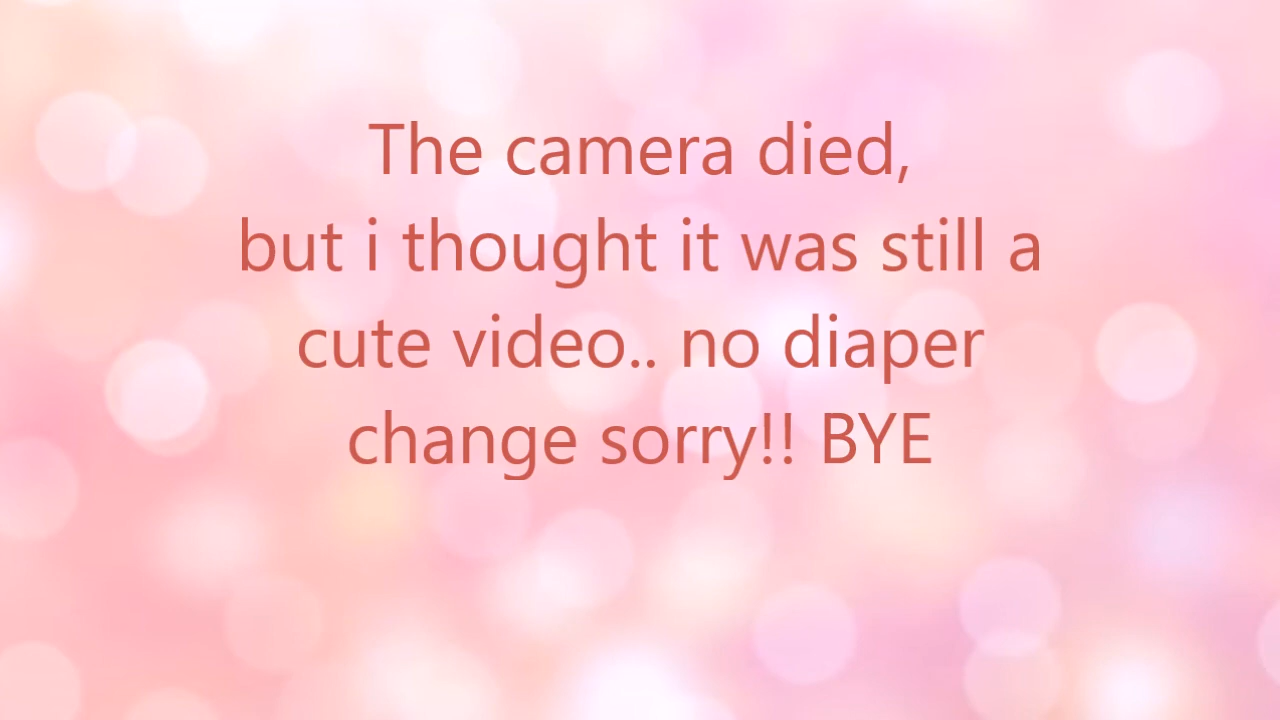 The camera died,
but i thought it was still a
cute video.. no diaper
change sorry!! BYE